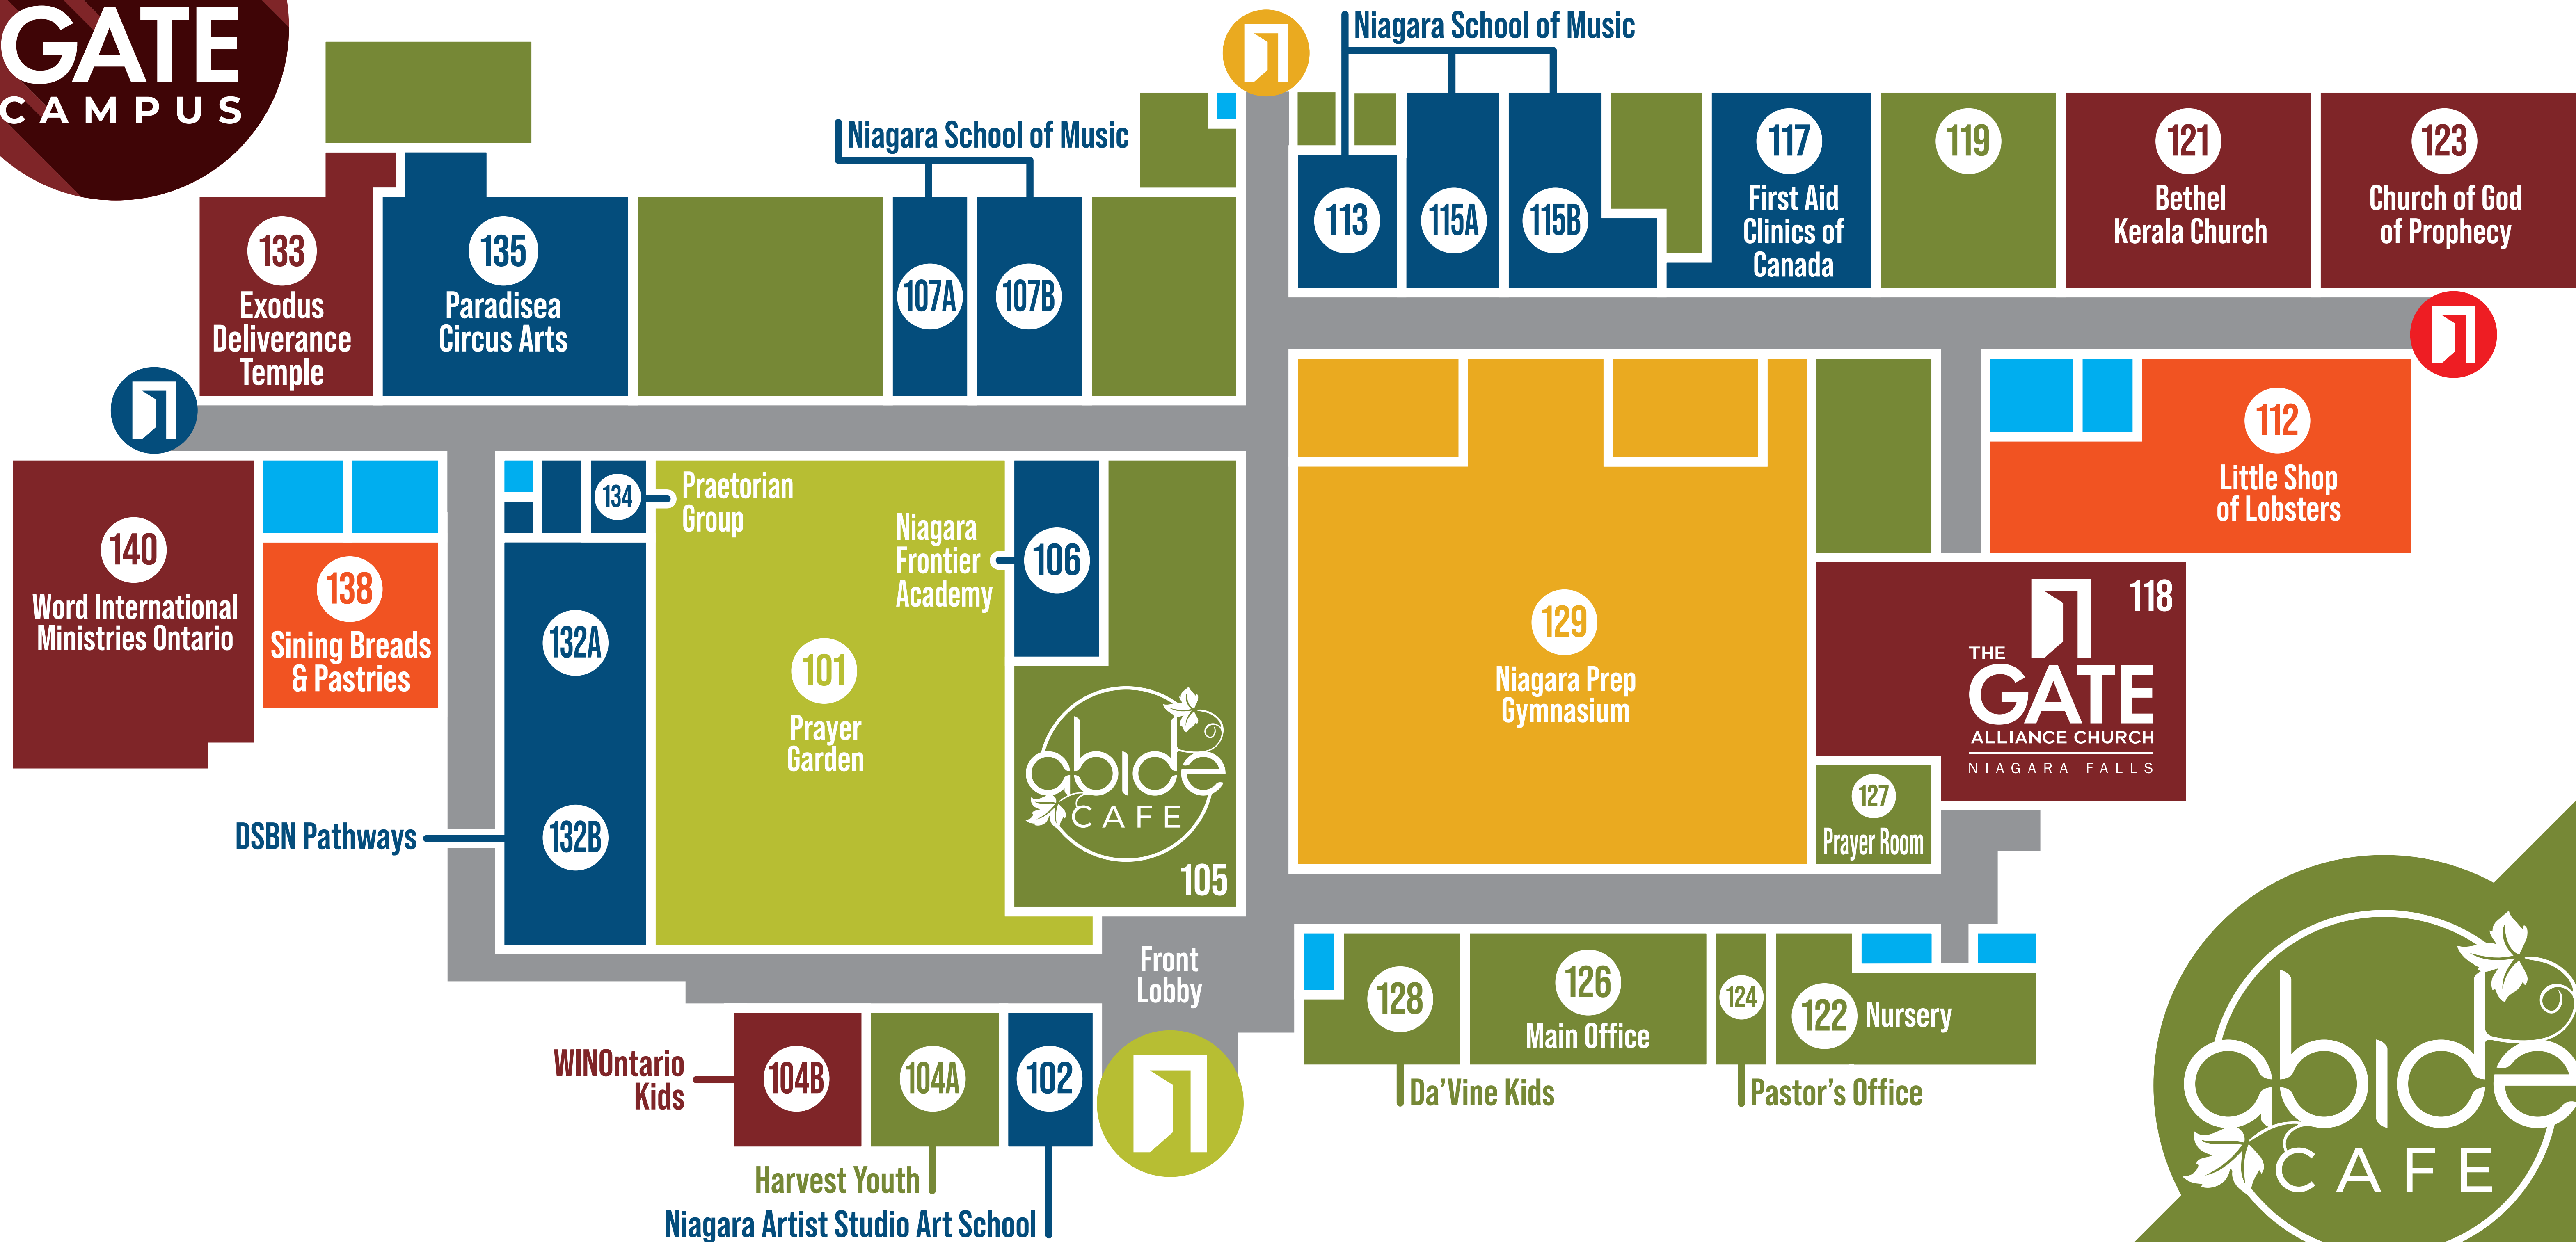 GATE
CAMPUS
Niagara School of Music
Niagara School of Music
133
Exodus
Deliverance
Temple
135
Paradisea
Circus Arts
107A
107B
113
115A
115B
117
First Aid
Clinics of
Canada
119
121
Bethel
Kerala Church
123
Church of God
of Prophecy
140
Word International
Ministries Ontario
138
Sining Breads
& Pastries
134
Praetorian
Group
132A
132B
DSBN Pathways
101
Prayer
Garden
Niagara
Frontier
Academy
106
abide
CAFE
105
129
Niagara Prep
Gymnasium
112
Little Shop
of Lobsters
118
THE
GATE
ALLIANCE CHURCH
NIAGARA FALLS
127
Prayer Room
Front
Lobby
128
Da'Vine Kids
126
Main Office
124
Pastor's Office
122
Nursery
WINOntario
Kids
104B
104A
102
Harvest Youth
Niagara Artist Studio Art School
abide
CAFE